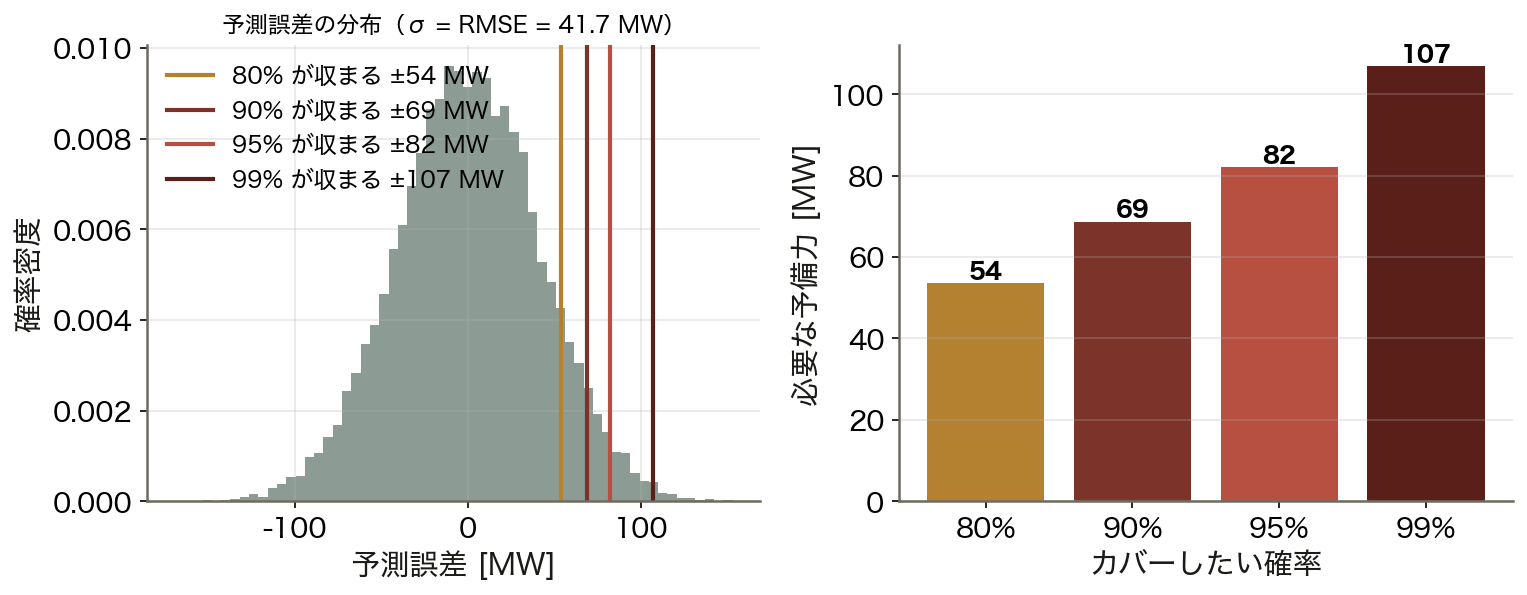 予測誤差の分布（σ = RMSE = 41.7 MW）
80% が収まる ±54 MW
90% が収まる ±69 MW
95% が収まる ±82 MW
99% が収まる ±107 MW
確率密度
0.010
0.008
0.006
0.004
0.002
0.000
-100 0 100
予測誤差 [MW]
必要な予備力 [MW]
100
80
60
40
20
0
54
69
82
107
80% 90% 95% 99%
カバーしたい確率